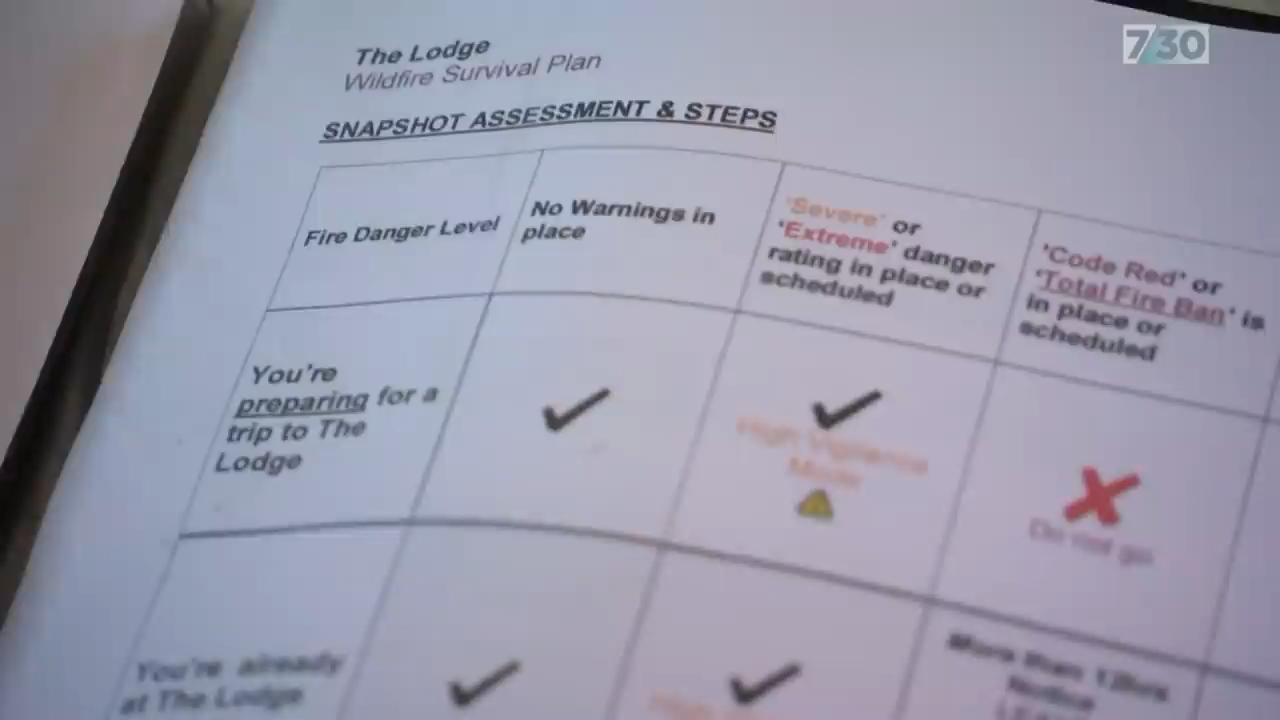 7/30
The Lodge
Wildfire Survival Plan
SNAPSHOT ASSESSMENT & STEPS
Fire Danger Level
No Warnings in
place
'Severe' or
'Extreme' danger
rating in place or
scheduled
'Code Red' or
'Total Fire Ban' is
in place or
scheduled
You're
preparing for a
trip to The
Lodge
High Vigilance
Mode
Do not go
You're already
at The Lodge
More than 12hrs
Notice